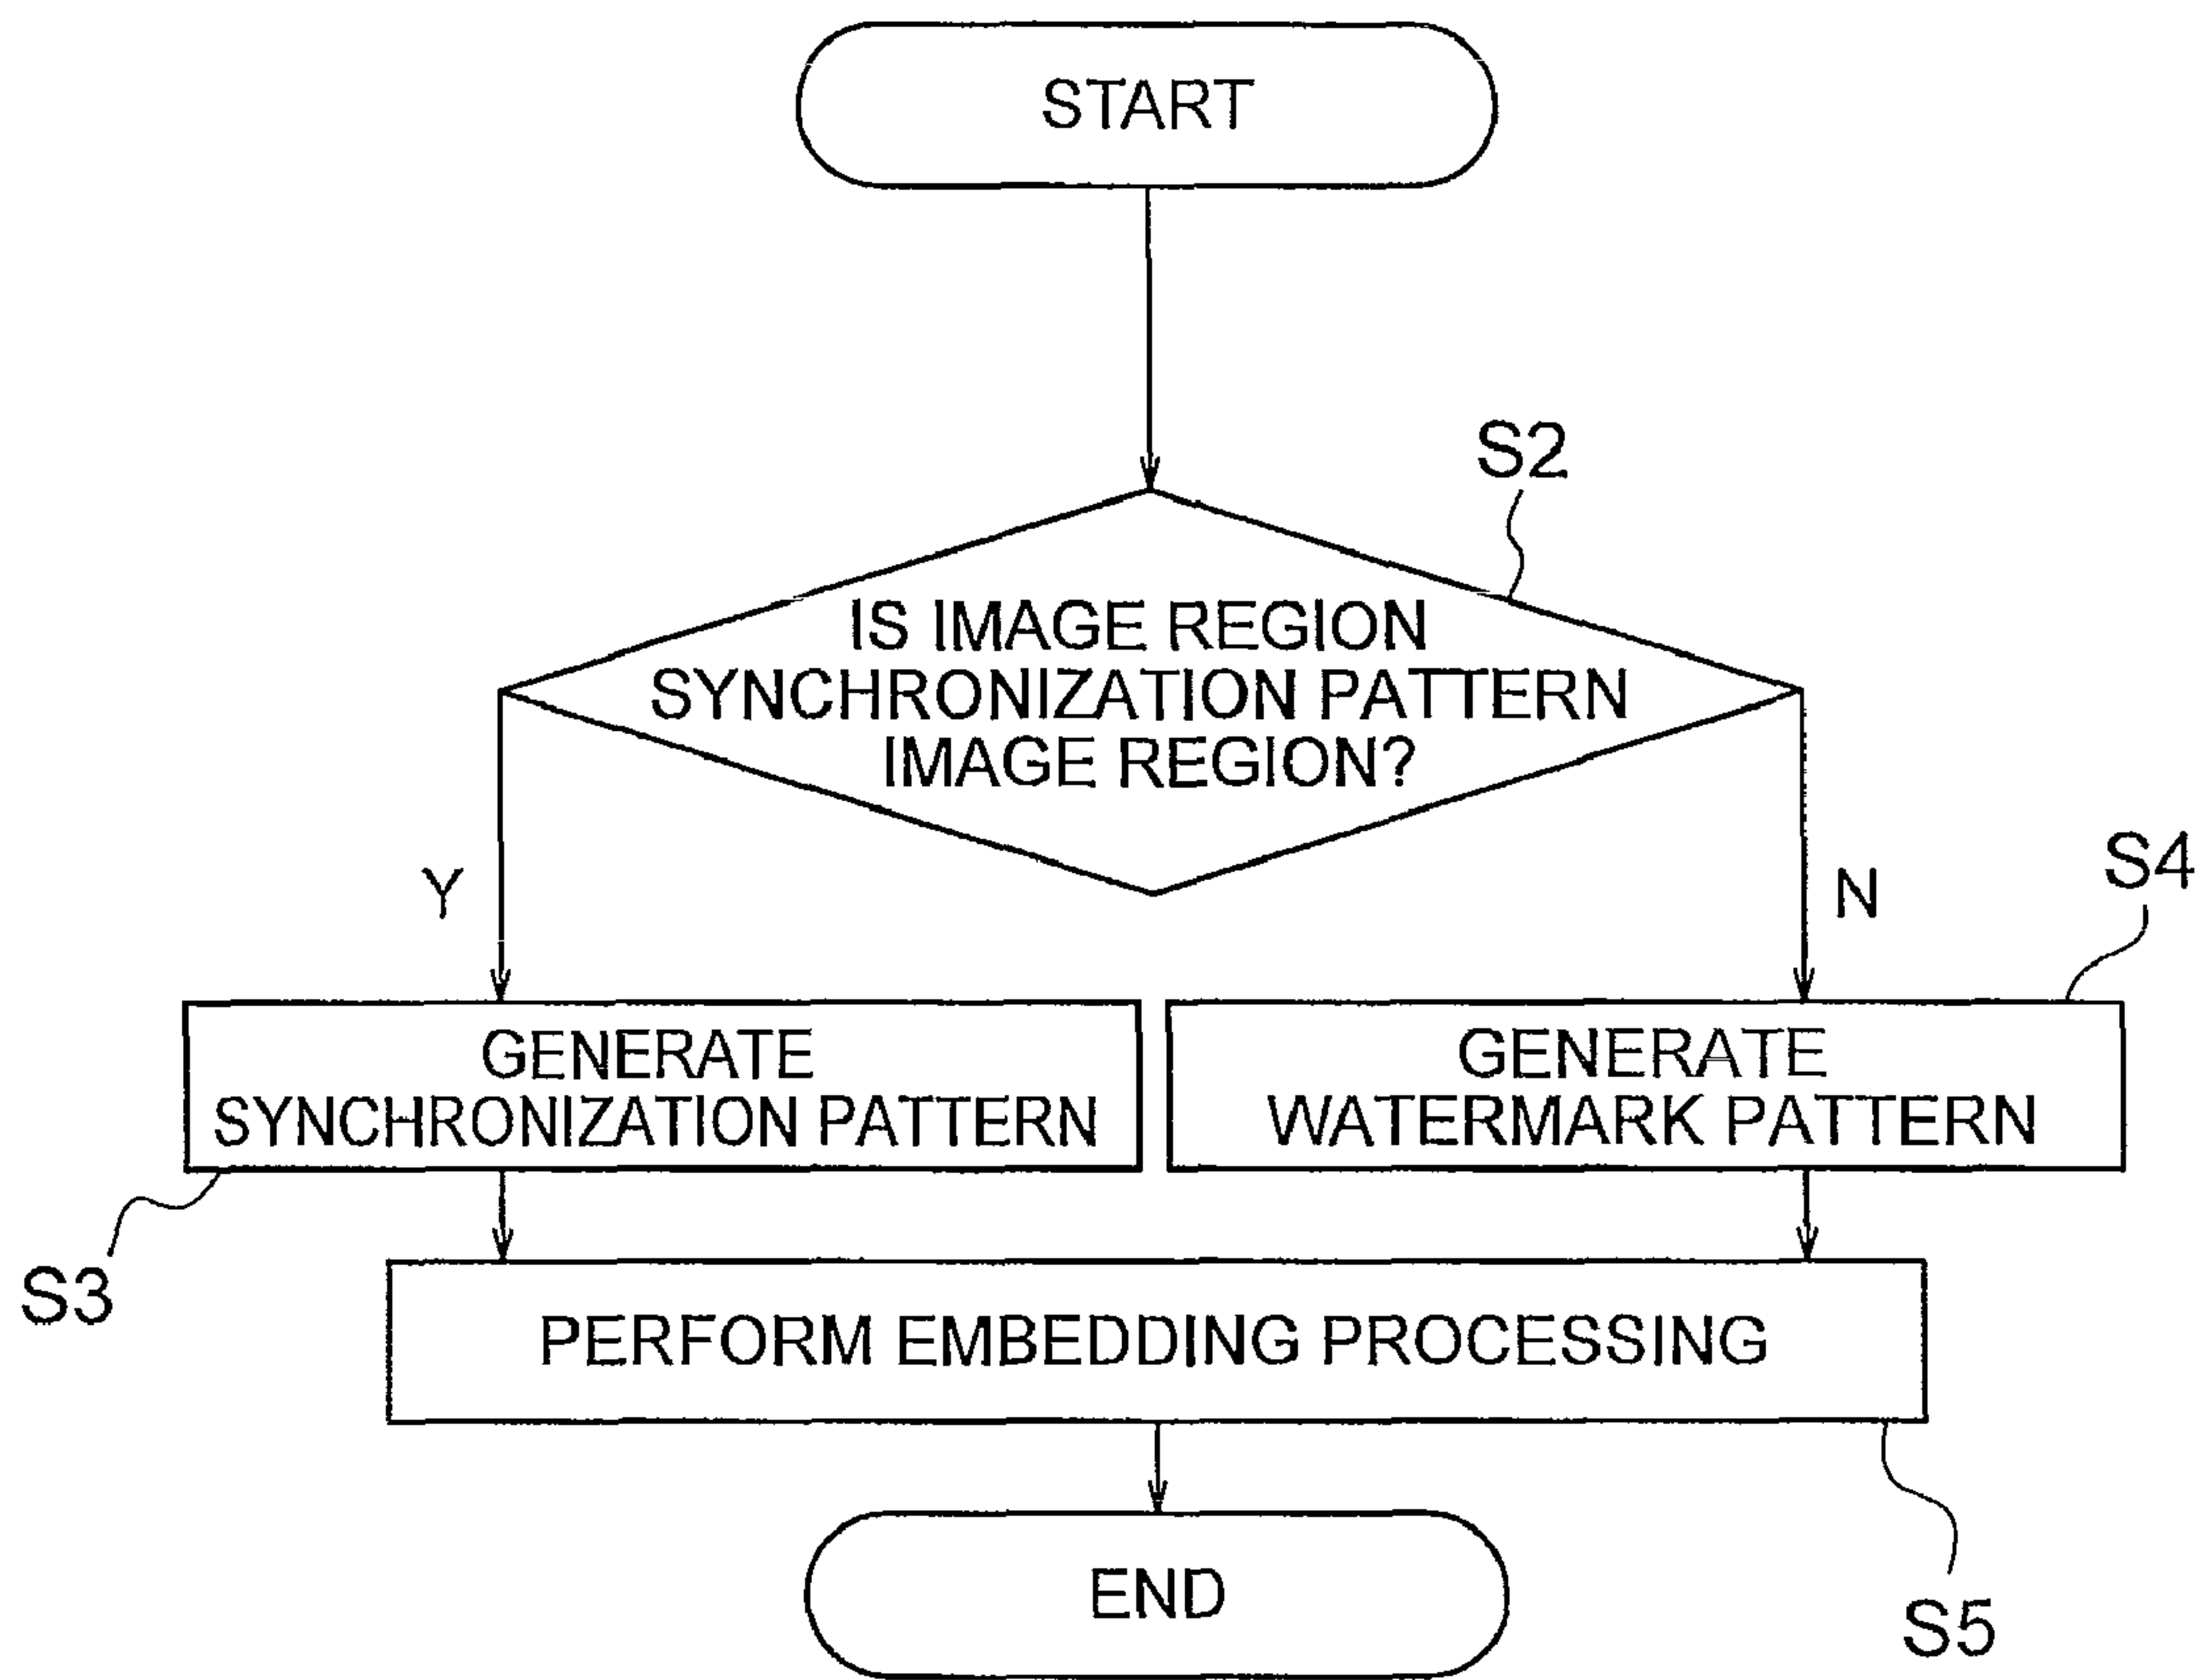 START
S2
IS IMAGE REGION
SYNCHRONIZATION PATTERN
IMAGE REGION?
Y
N
S4
GENERATE
SYNCHRONIZATION PATTERN
GENERATE
WATERMARK PATTERN
S3
PERFORM EMBEDDING PROCESSING
END
S5